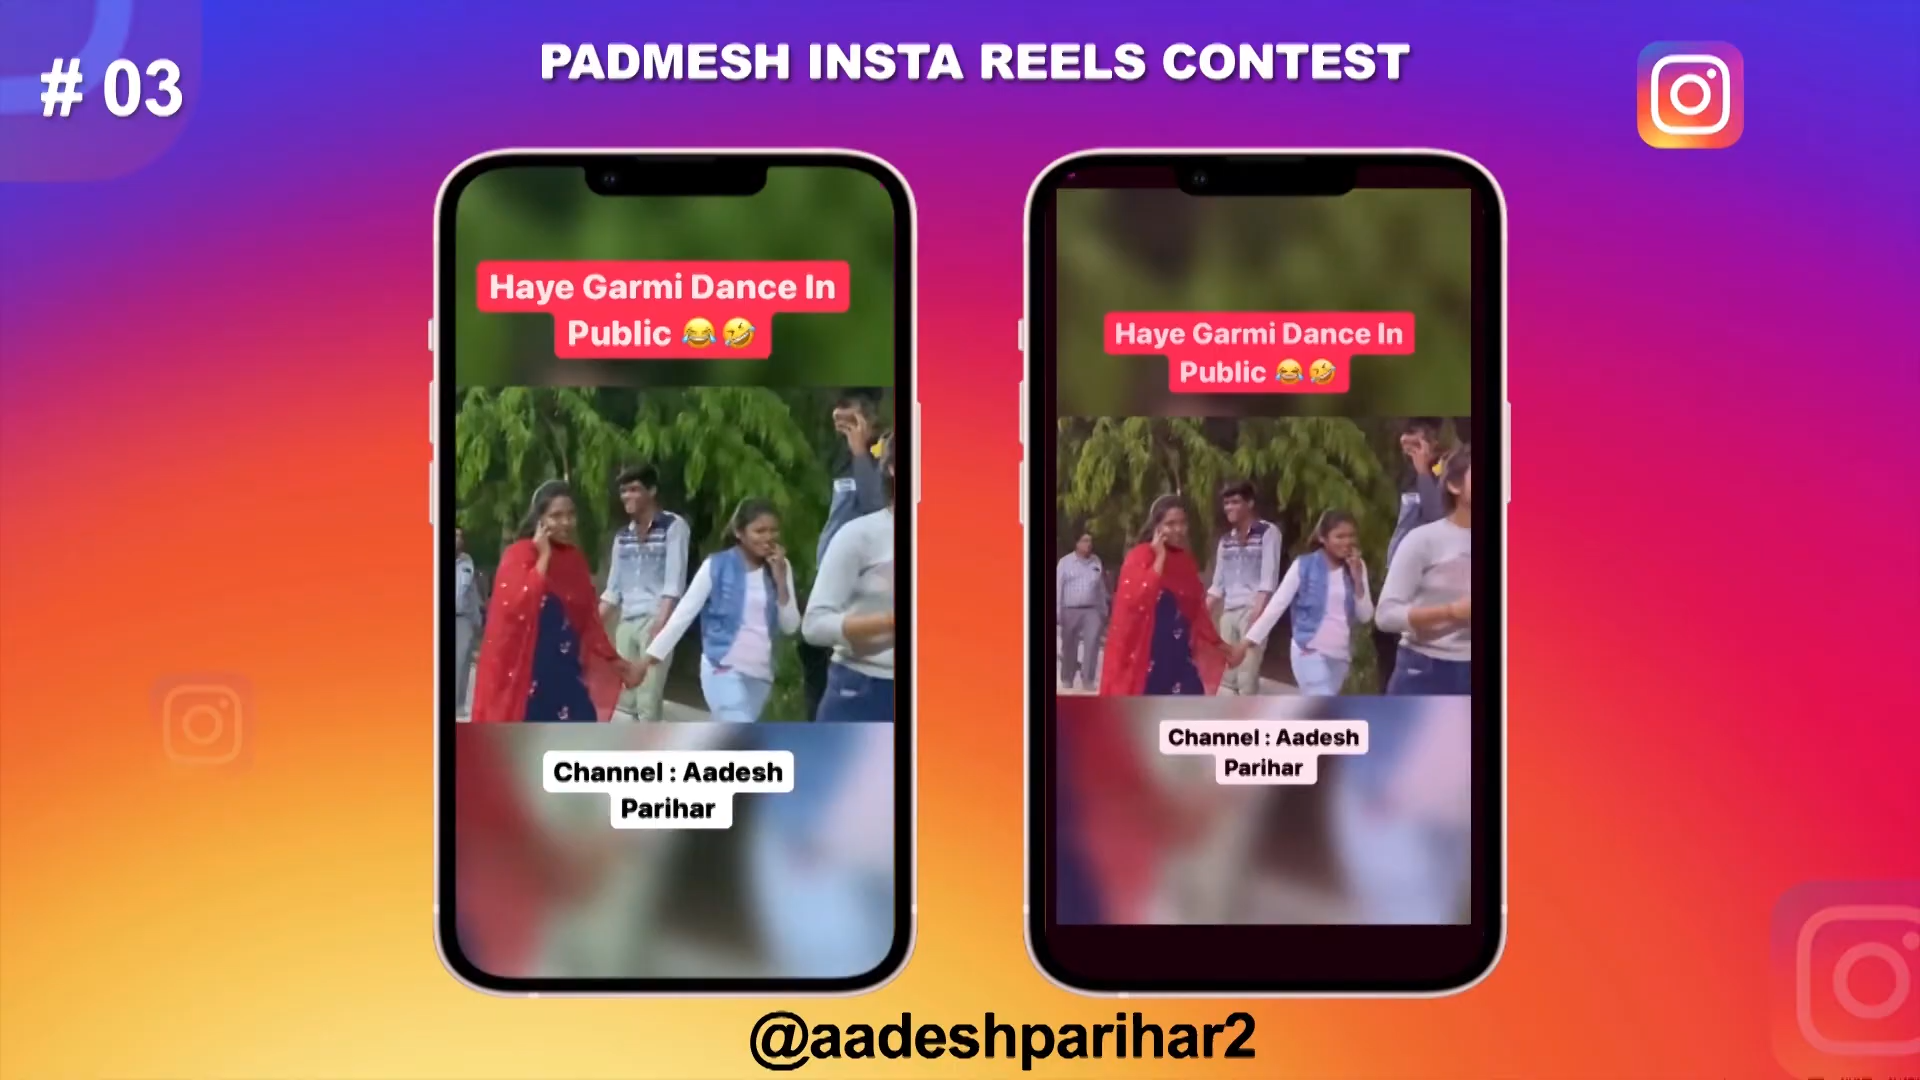 # 03
PADMESH INSTA REELS CONTEST
Haye Garmi Dance In
Public 😂🤣
Channel : Aadesh
Parihar
Haye Garmi Dance In
Public 😂🤣
Channel : Aadesh
Parihar
@aadeshparihar2